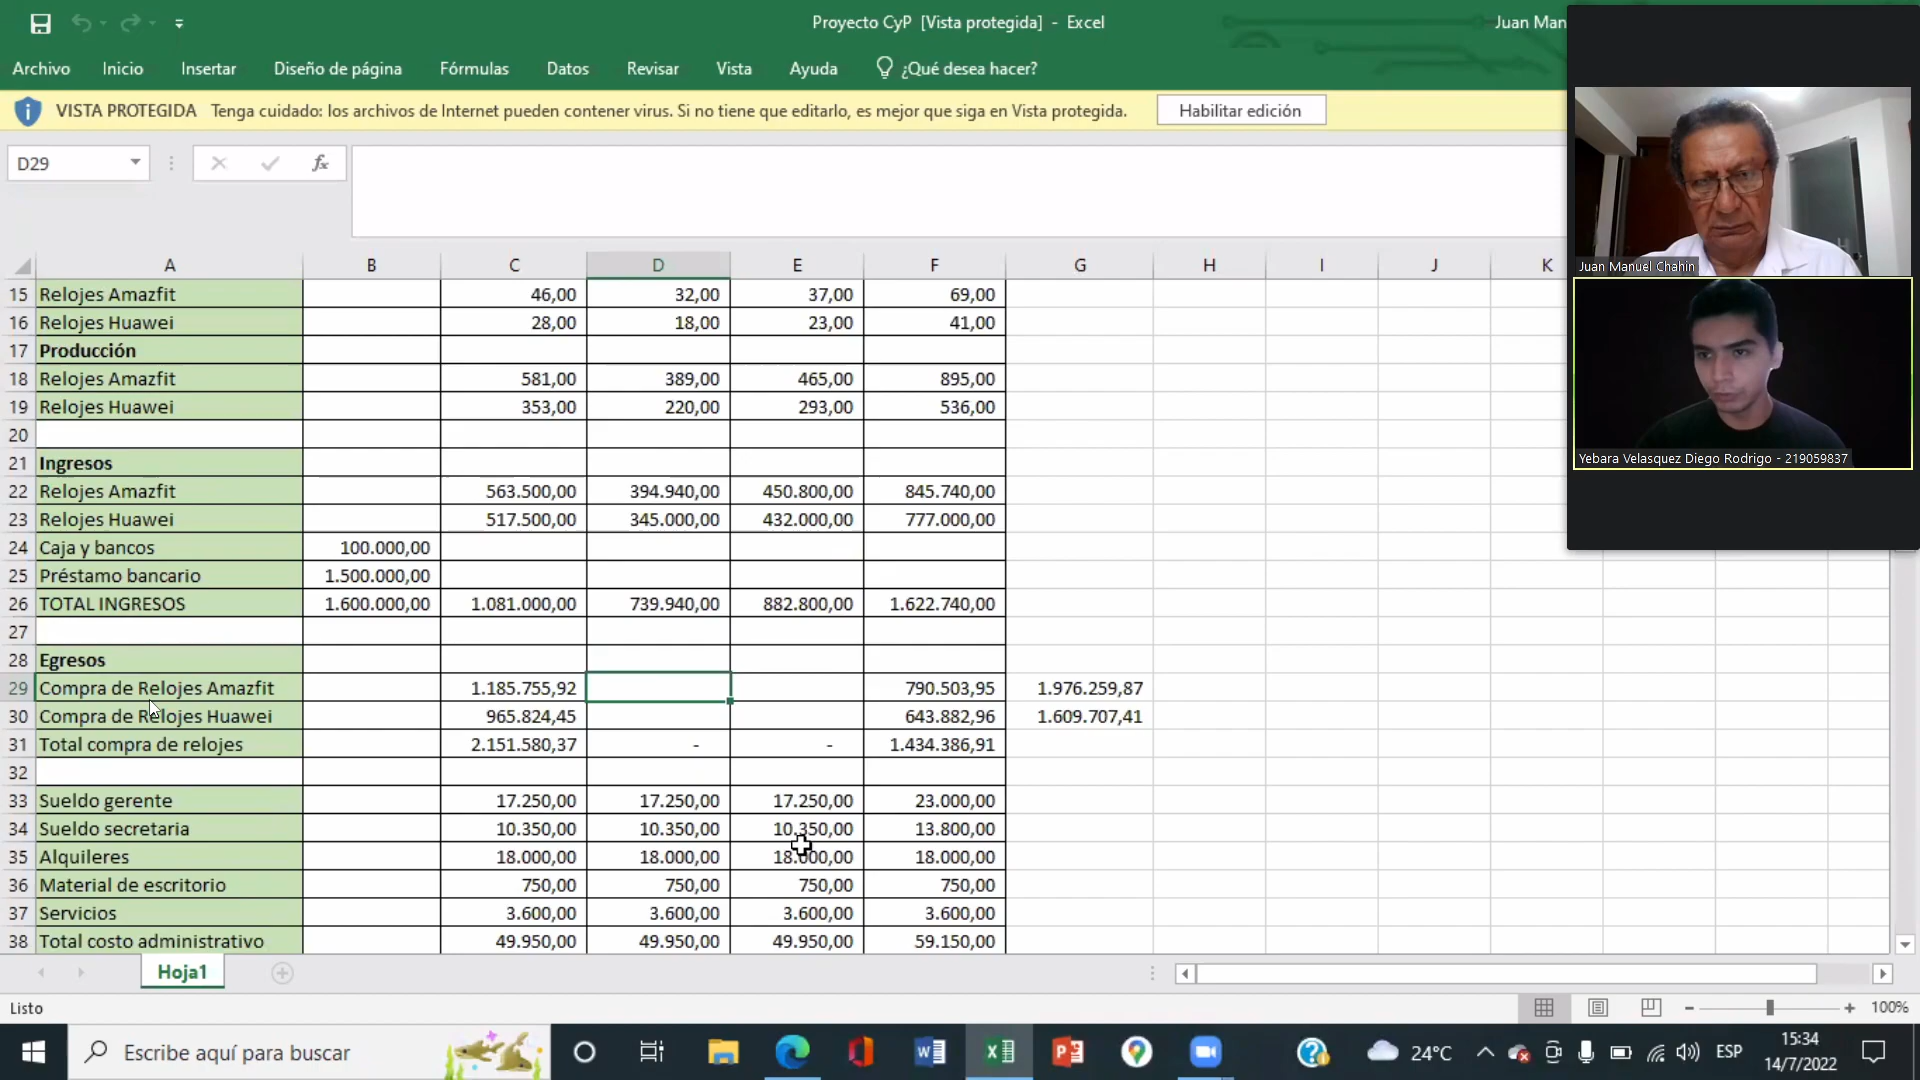 Proyecto CyP [Vista protegida] - Excel
Juan Man
Archivo Inicio Insertar Diseño de página Fórmulas Datos Revisar Vista Ayuda ¿Qué desea hacer?
VISTA PROTEGIDA Tenga cuidado: los archivos de Internet pueden contener virus. Si no tiene que editarlo, es mejor que siga en Vista protegida. Habilitar edición
D29 fx
A B C D E F G H I J K
15 Relojes Amazfit 46,00 32,00 37,00 69,00
16 Relojes Huawei 28,00 18,00 23,00 41,00
17 Producción
18 Relojes Amazfit 581,00 389,00 465,00 895,00
19 Relojes Huawei 353,00 220,00 293,00 536,00
20
21 Ingresos
22 Relojes Amazfit 563.500,00 394.940,00 450.800,00 845.740,00
23 Relojes Huawei 517.500,00 345.000,00 432.000,00 777.000,00
24 Caja y bancos 100.000,00
25 Préstamo bancario 1.500.000,00
26 TOTAL INGRESOS 1.600.000,00 1.081.000,00 739.940,00 882.800,00 1.622.740,00
27
28 Egresos
29 Compra de Relojes Amazfit 1.185.755,92 790.503,95 1.976.259,87
30 Compra de Relojes Huawei 965.824,45 643.882,96 1.609.707,41
31 Total compra de relojes 2.151.580,37 - - 1.434.386,91
32
33 Sueldo gerente 17.250,00 17.250,00 17.250,00 23.000,00
34 Sueldo secretaria 10.350,00 10.350,00 10.350,00 13.800,00
35 Alquileres 18.000,00 18.000,00 18.000,00 18.000,00
36 Material de escritorio 750,00 750,00 750,00 750,00
37 Servicios 3.600,00 3.600,00 3.600,00 3.600,00
38 Total costo administrativo 49.950,00 49.950,00 49.950,00 59.150,00
Juan Manuel Chahin
Yebara Velasquez Diego Rodrigo - 219059837
Hoja1
Listo
100%
Escribe aquí para buscar
24°C
ESP
15:34
14/7/2022